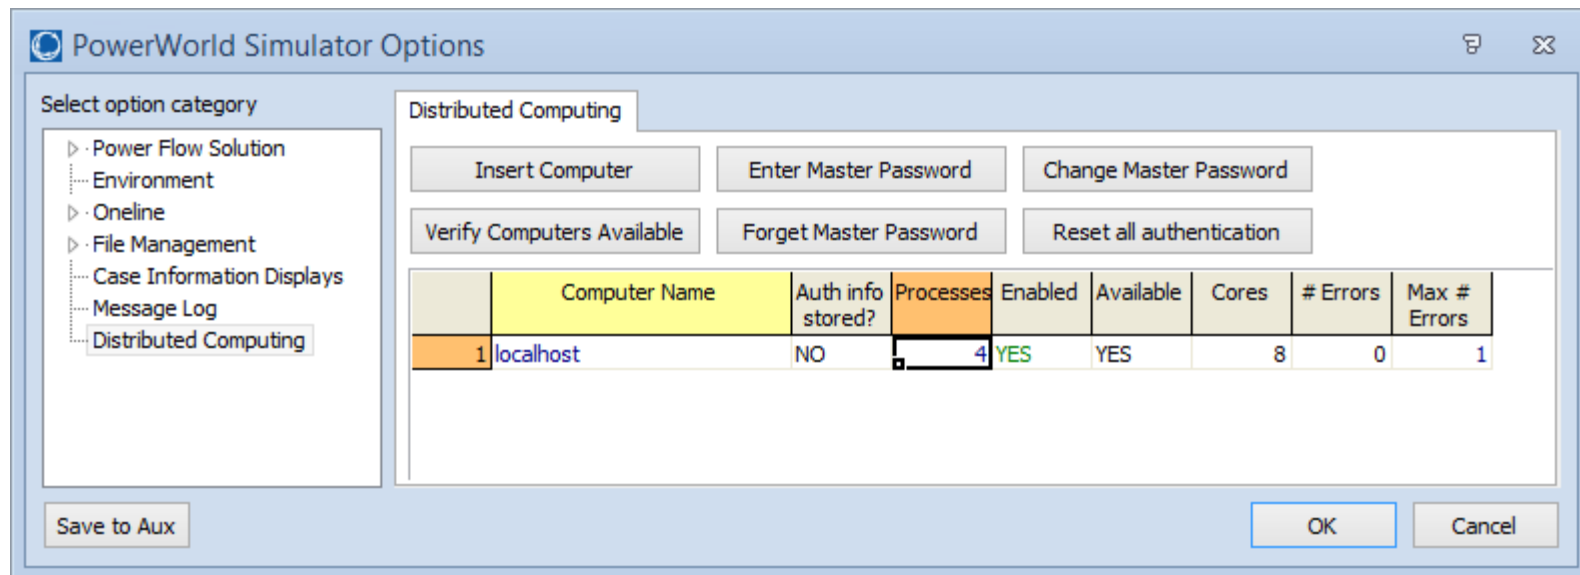 PowerWorld Simulator Options
Select option category
Power Flow Solution
Environment
Oneline
File Management
Case Information Displays
Message Log
Distributed Computing
Distributed Computing
Insert Computer Enter Master Password Change Master Password
Verify Computers Available Forget Master Password Reset all authentication
Computer Name Auth info stored? Processes Enabled Available Cores # Errors Max # Errors
1 localhost NO 4 YES YES 8 0 1
Save to Aux OK Cancel